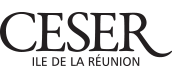 CESER
ILE DE LA RÉUNION